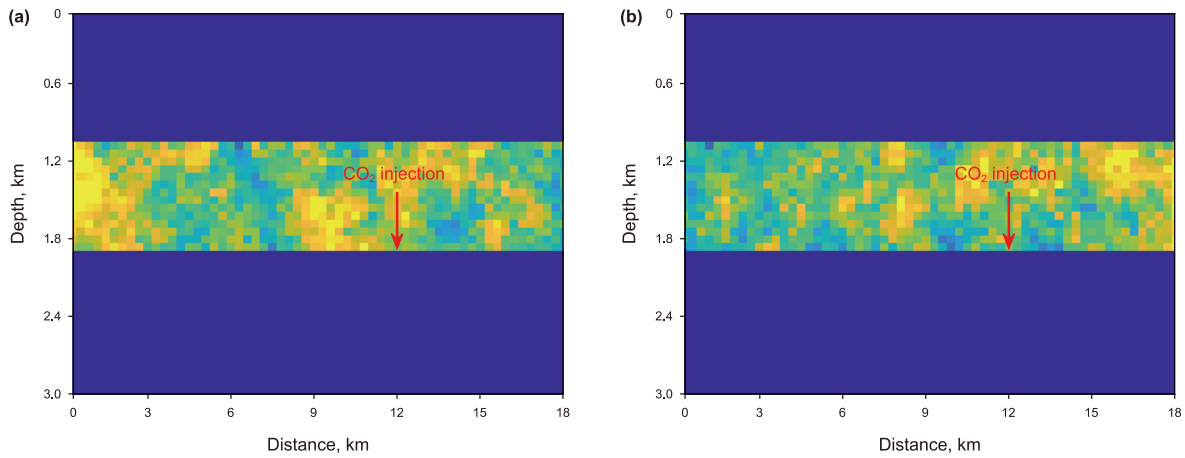 (a)
0
0.6
1.2
1.8
2.4
3.0
Depth, km
CO₂ injection
0 3 6 9 12 15 18
Distance, km
(b)
0
0.6
1.2
1.8
2.4
3.0
Depth, km
CO₂ injection
0 3 6 9 12 15 18
Distance, km